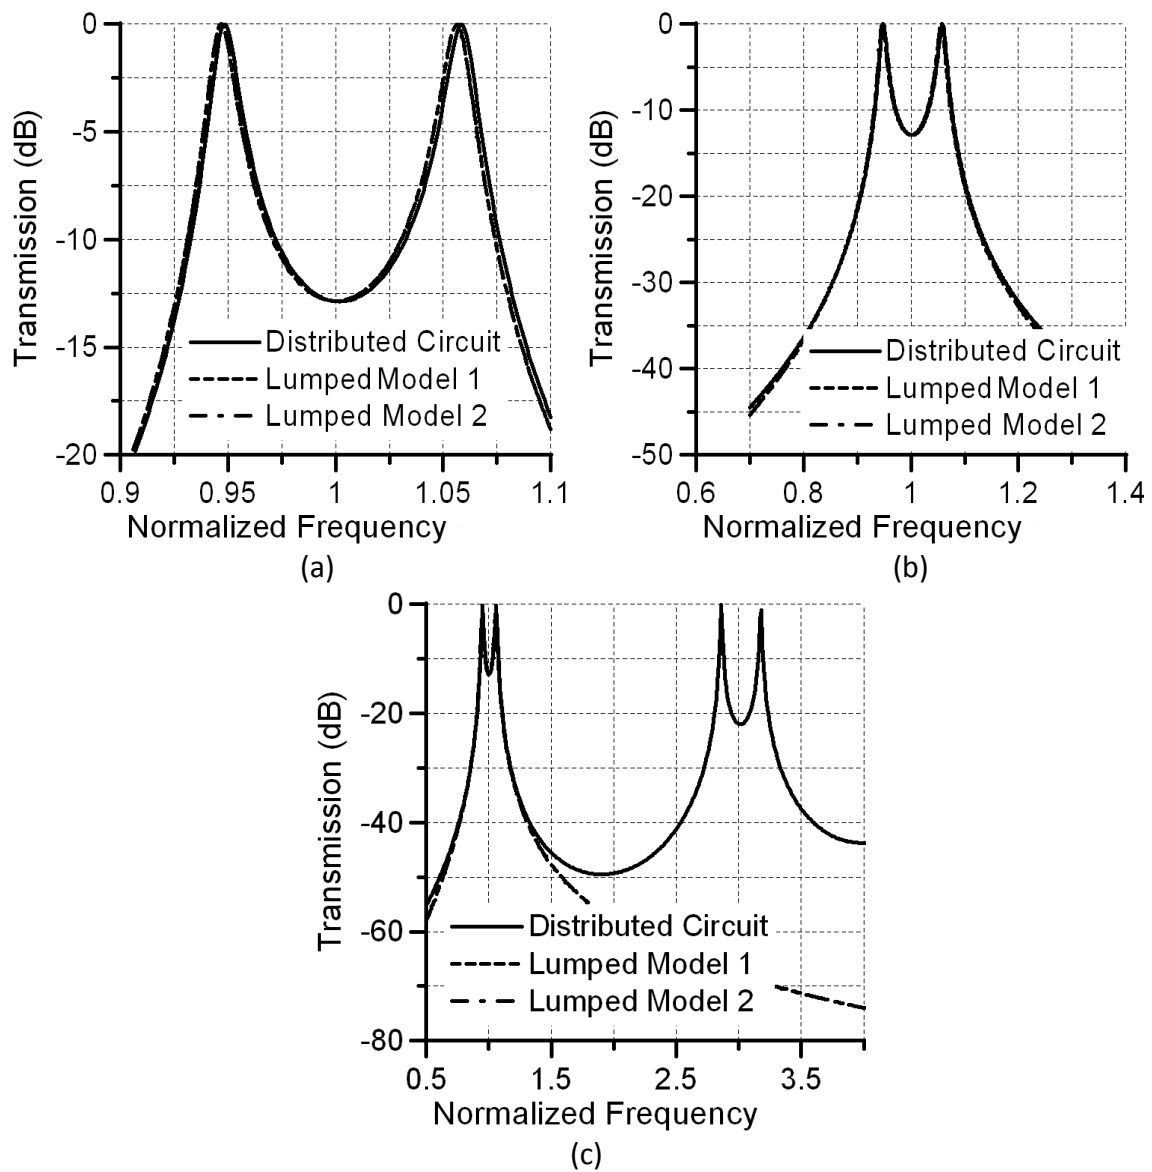 0
-5
-10
-15
-20
Transmission (dB)
Distributed Circuit
Lumped Model 1
Lumped Model 2
0.9 0.95 1 1.05 1.1
Normalized Frequency
(a)
0
-10
-20
-30
-40
-50
Transmission (dB)
Distributed Circuit
Lumped Model 1
Lumped Model 2
0.6 0.8 1 1.2 1.4
Normalized Frequency
(b)
0
-20
-40
-60
-80
Transmission (dB)
Distributed Circuit
Lumped Model 1
Lumped Model 2
0.5 1.5 2.5 3.5
Normalized Frequency
(c)